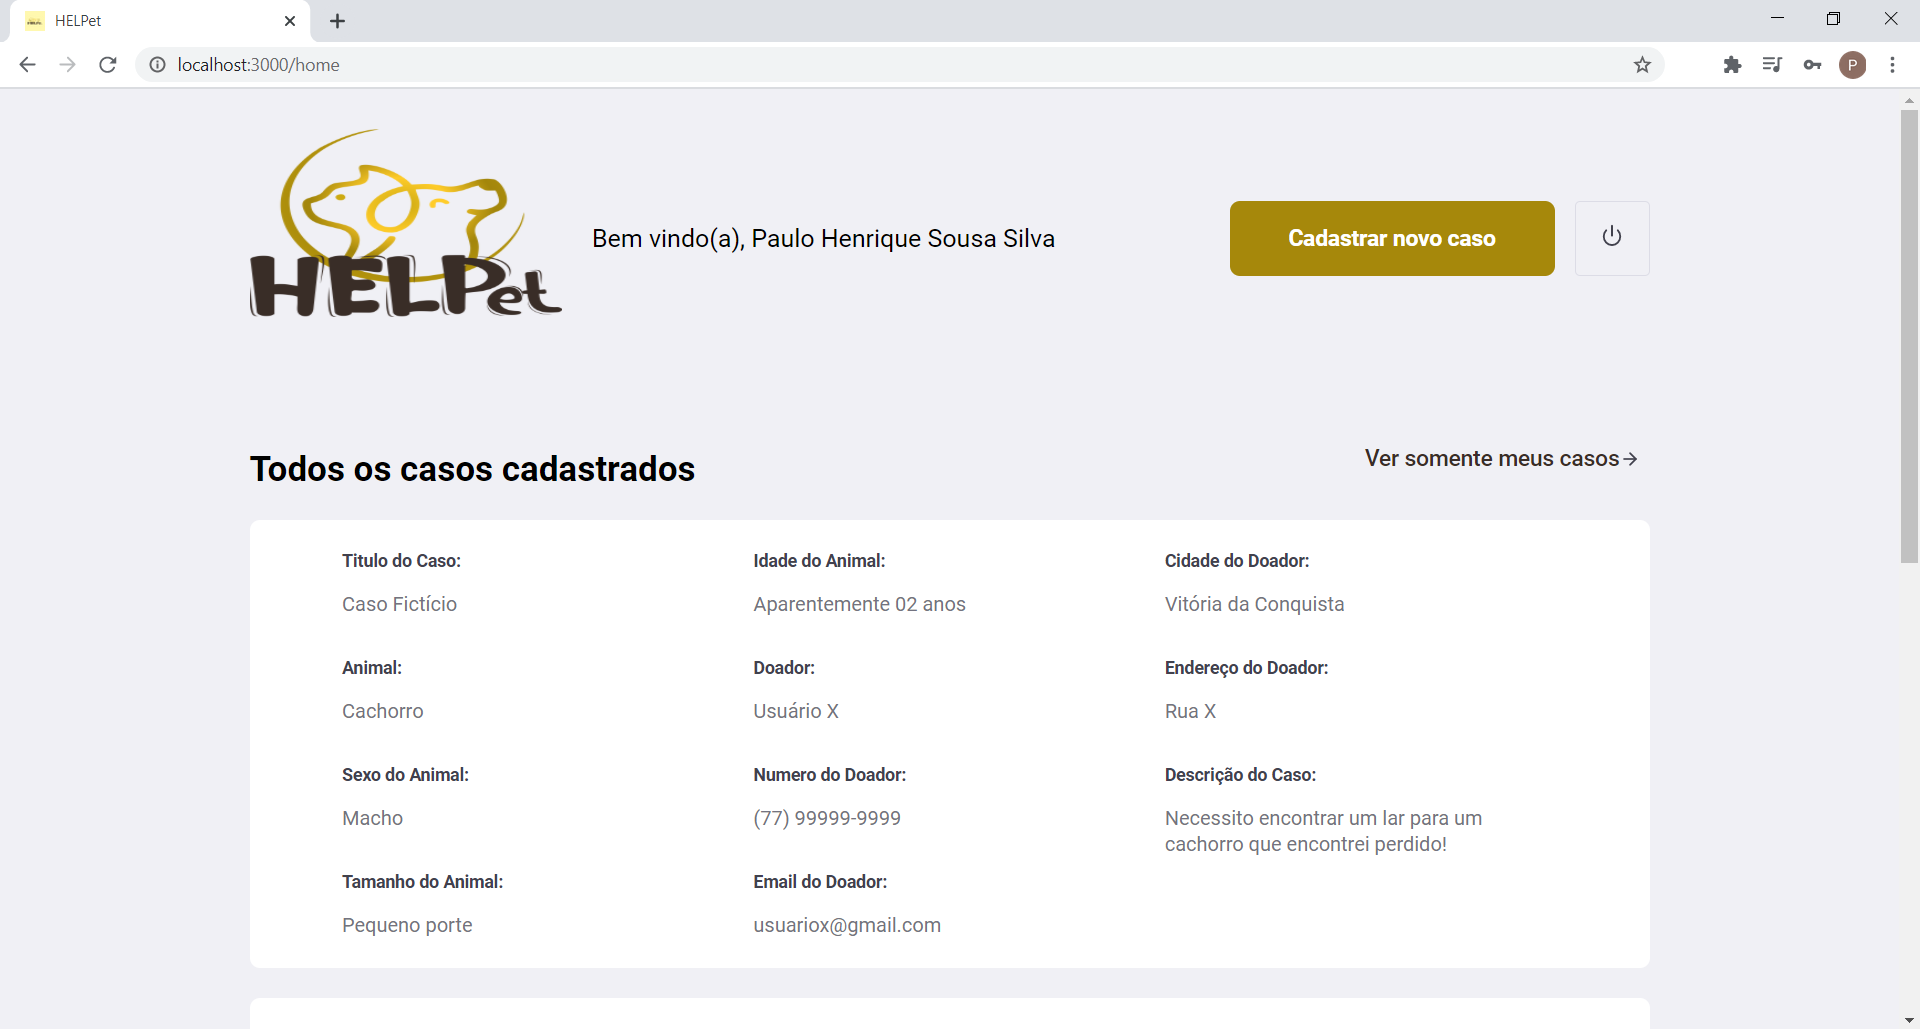 HELPet
localhost:3000/home
P
HELPet
Bem vindo(a), Paulo Henrique Sousa Silva
Cadastrar novo caso
Todos os casos cadastrados
Ver somente meus casos
Titulo do Caso:
Caso Fictício
Animal:
Cachorro
Sexo do Animal:
Macho
Tamanho do Animal:
Pequeno porte
Idade do Animal:
Aparentemente 02 anos
Doador:
Usuário X
Numero do Doador:
(77) 99999-9999
Email do Doador:
usuariox@gmail.com
Cidade do Doador:
Vitória da Conquista
Endereço do Doador:
Rua X
Descrição do Caso:
Necessito encontrar um lar para um
cachorro que encontrei perdido!